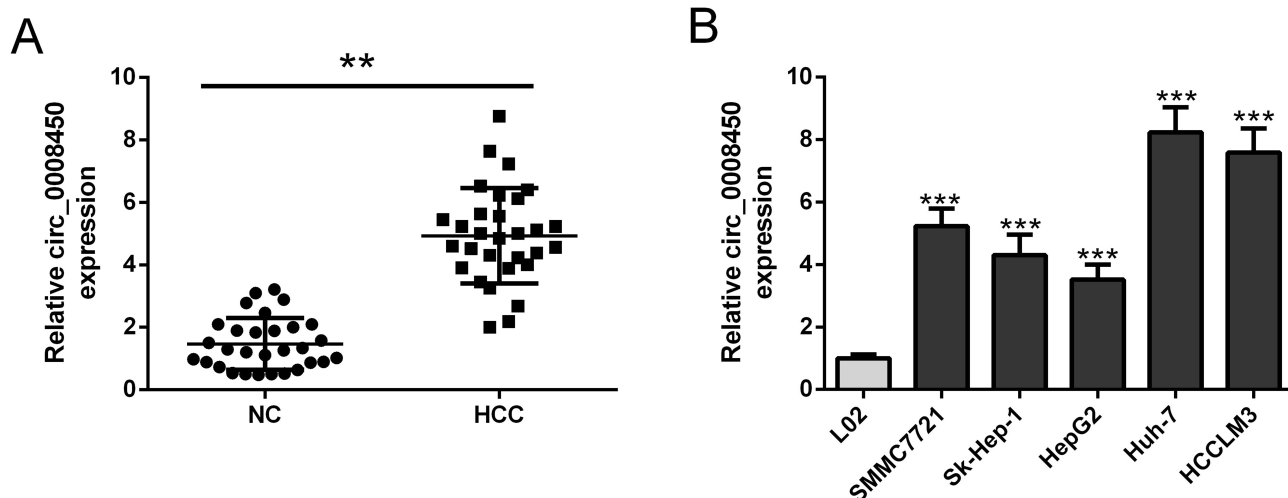 A
**
Relative circ_0008450
expression
10
8
6
4
2
0
NC
HCC
B
Relative circ_0008450
expression
10
8
6
4
2
0
***
***
***
***
***
L02
SMMC7721
Sk-Hep-1
HepG2
Huh-7
HCCLM3